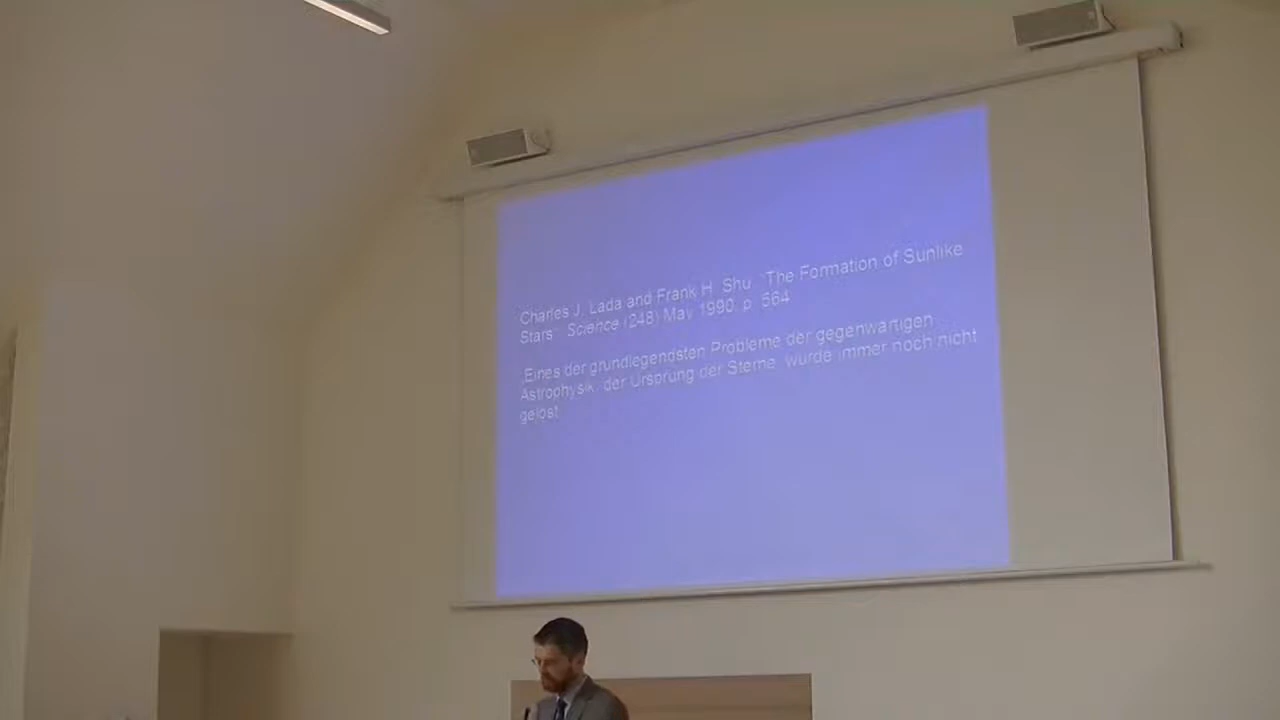 Charles J. Lada and Frank H. Shu, "The Formation of Sunlike
Stars", Science (248) May 1990, p. 564
„Eines der grundlegendsten Probleme der gegenwärtigen
Astrophysik, der Ursprung der Sterne, wurde immer noch nicht
gelöst.